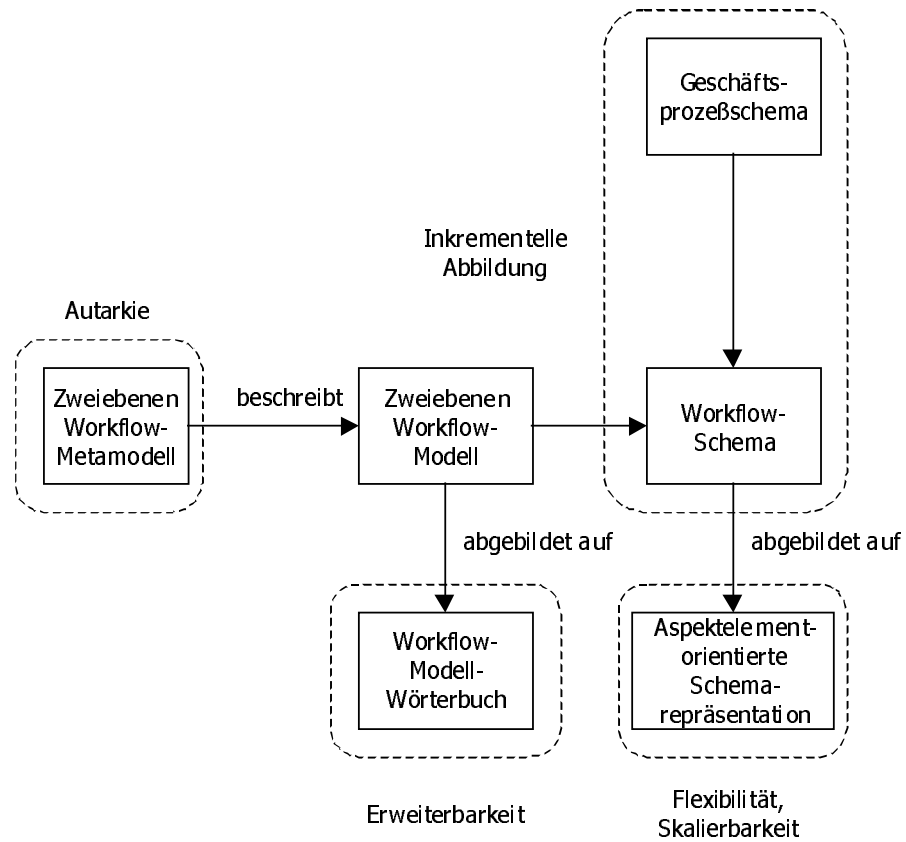 Geschäfts-
prozeßschema
Inkrementelle
Abbildung
Autarkie
Zweiebenen
Workflow-
Metamodell
beschreibt
Zweiebenen
Workflow-
Modell
Workflow-
Schema
abgebildet auf
abgebildet auf
Workflow-
Modell-
Wörterbuch
Aspektelement-
orientierte
Schema-
repräsentation
Erweiterbarkeit
Flexibilität,
Skalierbarkeit